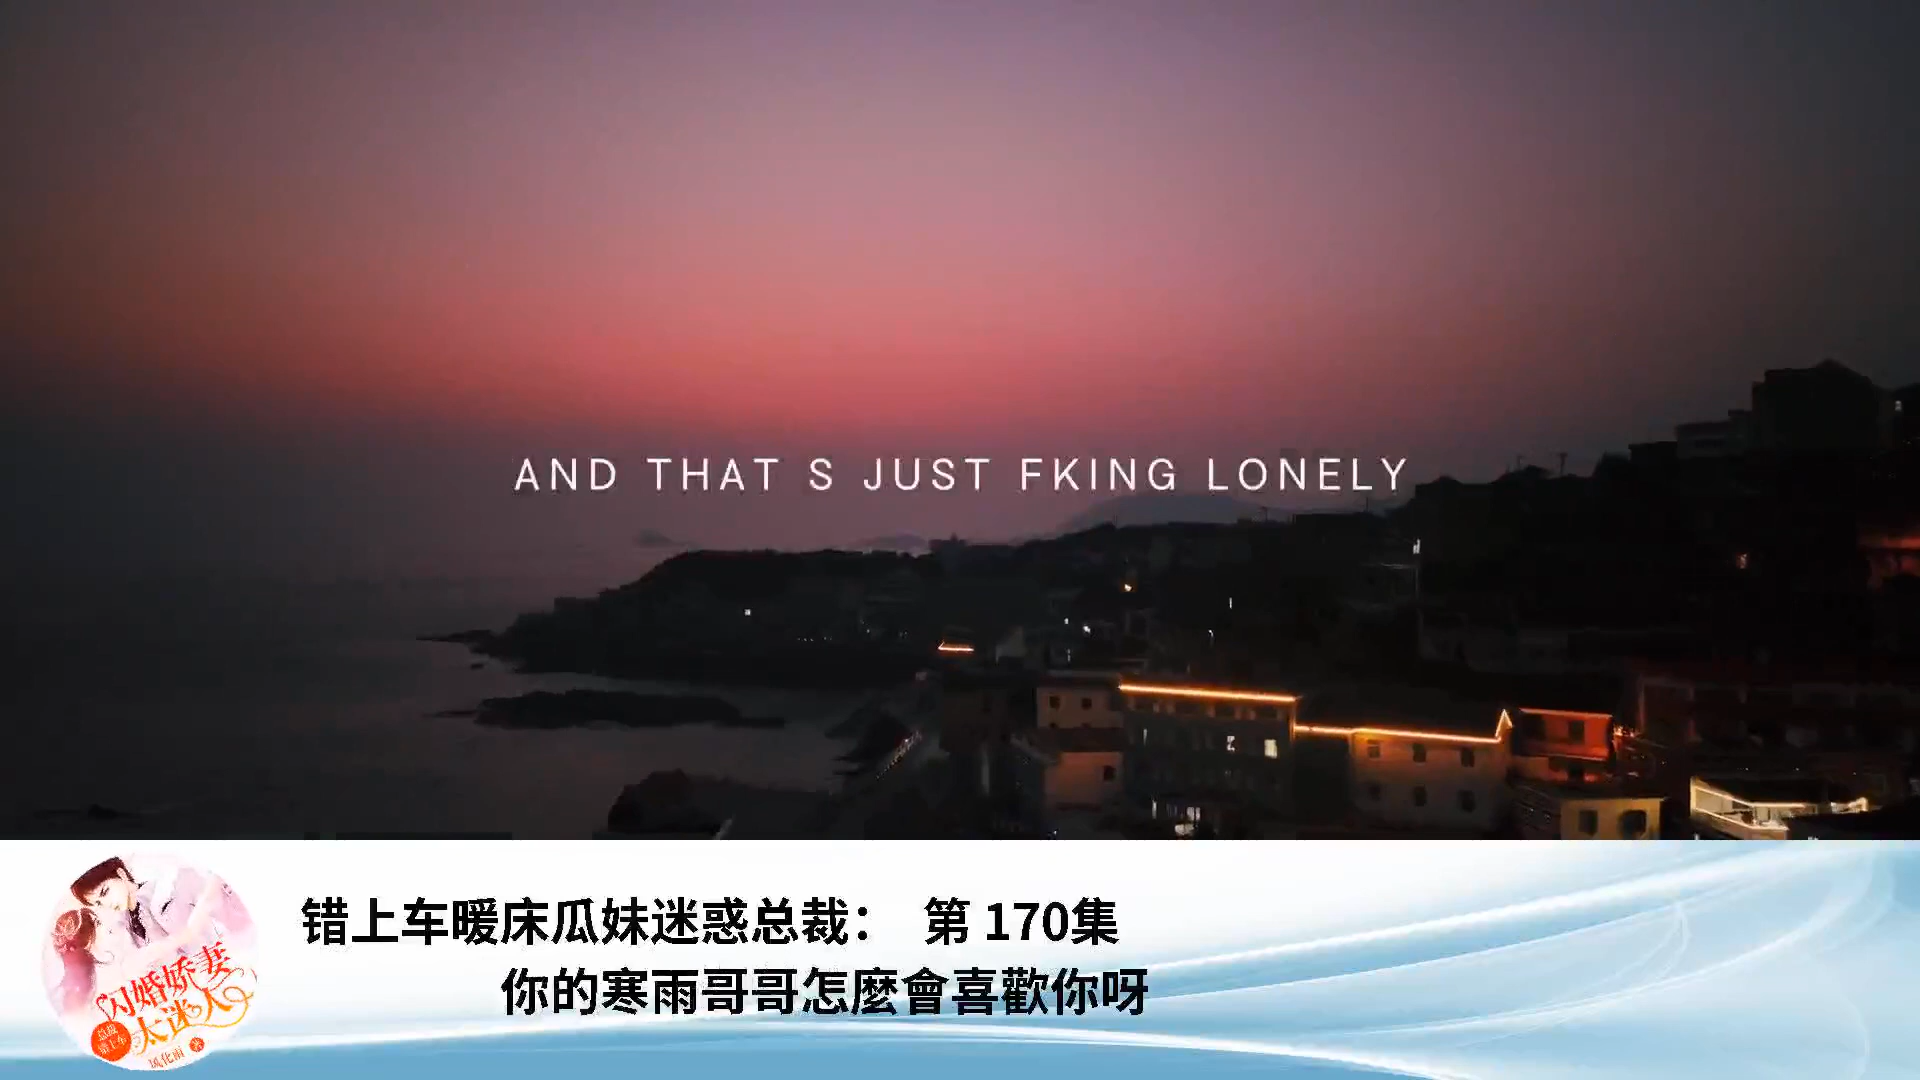 AND THAT S JUST FKING LONELY
错上车暖床瓜妹迷惑总裁： 第 170集
你的寒雨哥哥怎麼會喜歡你呀
闪婚娇妻
太迷人